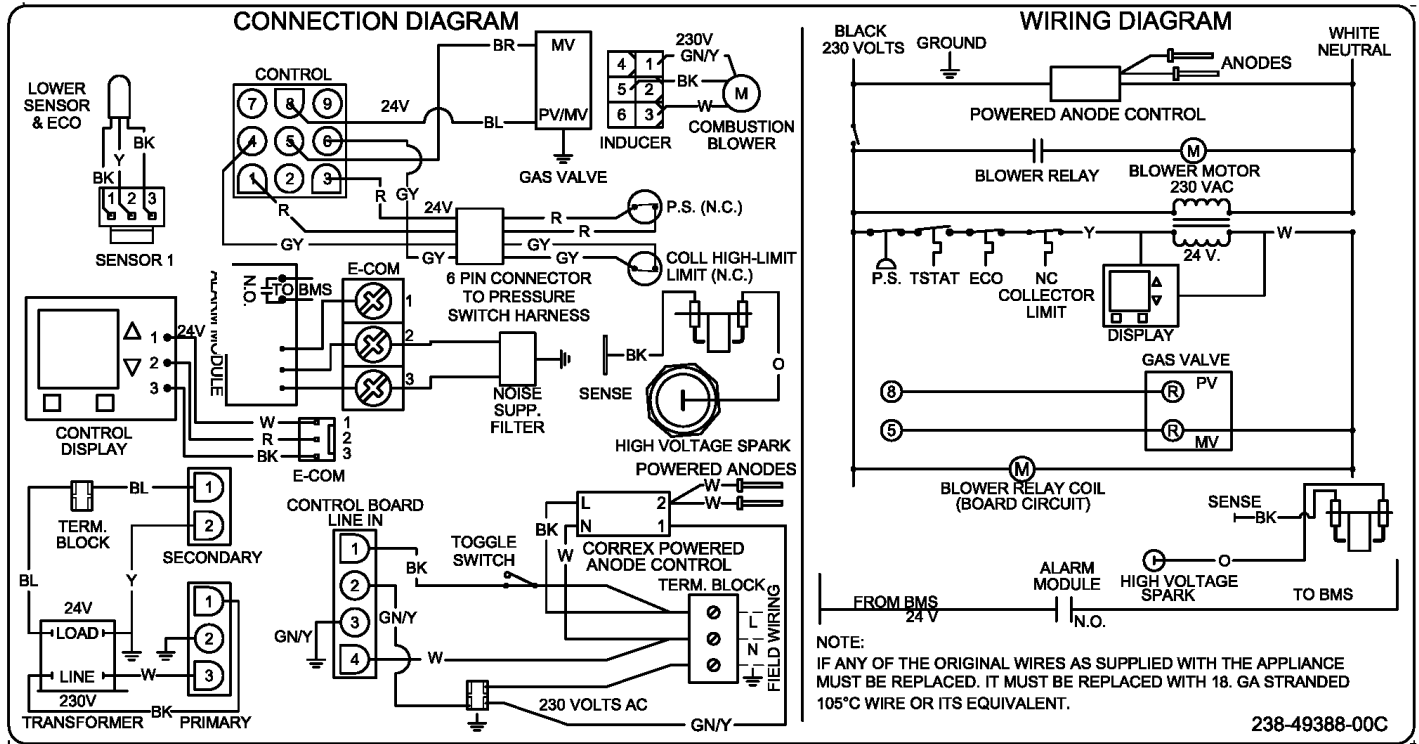 CONNECTION DIAGRAM
LOWER
SENSOR
& ECO
BK
Y
BK
1 2 3
SENSOR 1
CONTROL
7 8 9
4 5 6
1 2 3
24V
BR
BL
MV
PV/MV
GAS VALVE
4 1
5 2
6 3
INDUCER
230V
GN/Y
BK
W
M
COMBUSTION
BLOWER
R
R
GY
24V
GY
GY
R
R
GY
GY
P.S. (N.C.)
COLL HIGH-LIMIT
LIMIT (N.C.)
6 PIN CONNECTOR
TO PRESSURE
SWITCH HARNESS
ALARM MODULE
N.O.
TO BMS
E-COM
1
2
3
NOISE
SUPP.
FILTER
SENSE
BK
O
HIGH VOLTAGE SPARK
1
2
3
24V
CONTROL
DISPLAY
W
R
BK
1
2
3
E-COM
BL
TERM.
BLOCK
1
2
SECONDARY
BL
Y
24V
LOAD
LINE
230V
TRANSFORMER
W
BK
1
2
3
PRIMARY
CONTROL BOARD
LINE IN
1
2
3
4
BK
GN/Y
GN/Y
W
TOGGLE
SWITCH
POWERED ANODES
W
W
L 2
N 1
BK
W
CORREX POWERED
ANODE CONTROL
TERM. BLOCK
L
N
FIELD WIRING
230 VOLTS AC
GN/Y
WIRING DIAGRAM
BLACK
230 VOLTS
GROUND
WHITE
NEUTRAL
ANODES
POWERED ANODE CONTROL
BLOWER RELAY
M
BLOWER MOTOR
230 VAC
Y
W
24 V.
P.S. TSTAT ECO NC
COLLECTOR
LIMIT
DISPLAY
GAS VALVE
8
R
PV
5
R
MV
M
BLOWER RELAY COIL
(BOARD CIRCUIT)
SENSE
BK
O
HIGH VOLTAGE
SPARK
ALARM
MODULE
TO BMS
FROM BMS
24 V
N.O.
NOTE:
IF ANY OF THE ORIGINAL WIRES AS SUPPLIED WITH THE APPLIANCE
MUST BE REPLACED. IT MUST BE REPLACED WITH 18. GA STRANDED
105°C WIRE OR ITS EQUIVALENT.
238-49388-00C